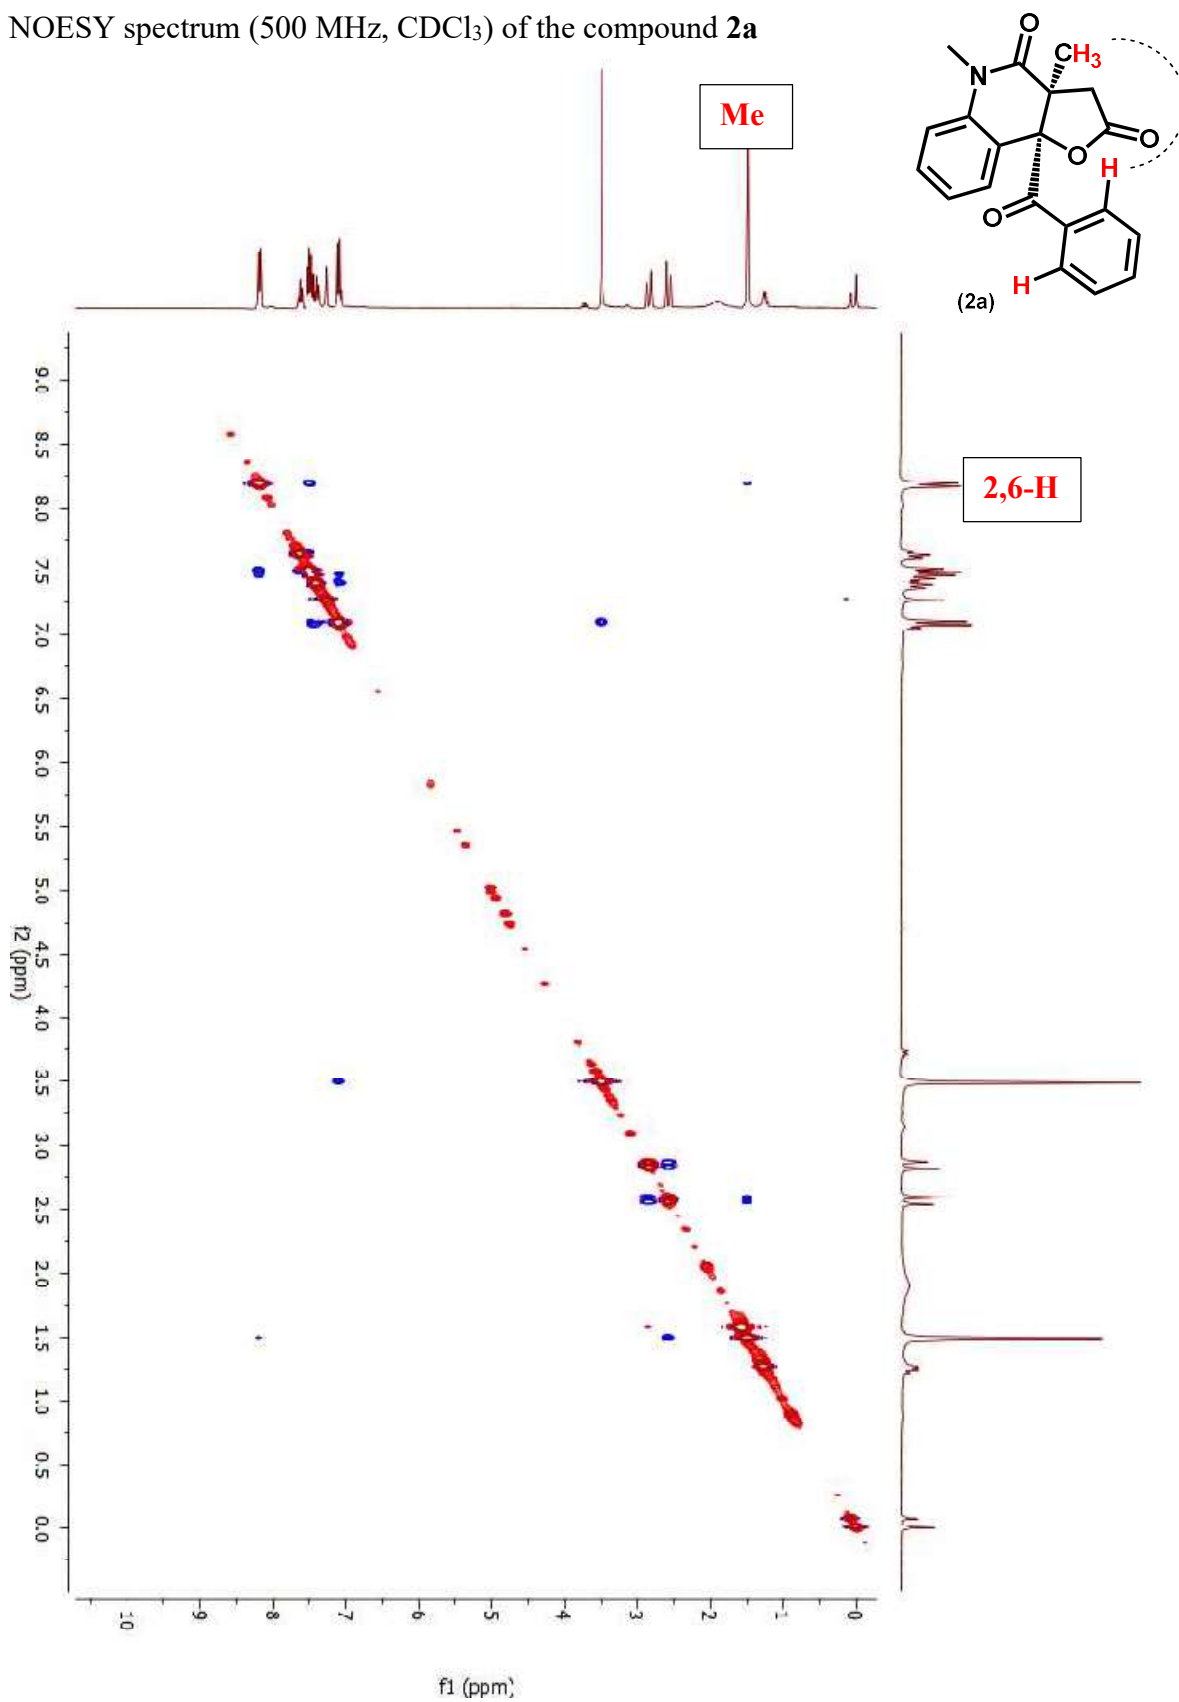 NOESY spectrum (500 MHz, CDCl₃) of the compound 2a
O
N
CH₃
O
O
H
O
H
(2a)
Me
2,6-H
9.0
8.5
8.0
7.5
7.0
6.5
6.0
5.5
5.0
4.5
4.0
3.5
3.0
2.5
2.0
1.5
1.0
0.5
0.0
f2 (ppm)
10 9 8 7 6 5 4 3 2 1 0
f1 (ppm)